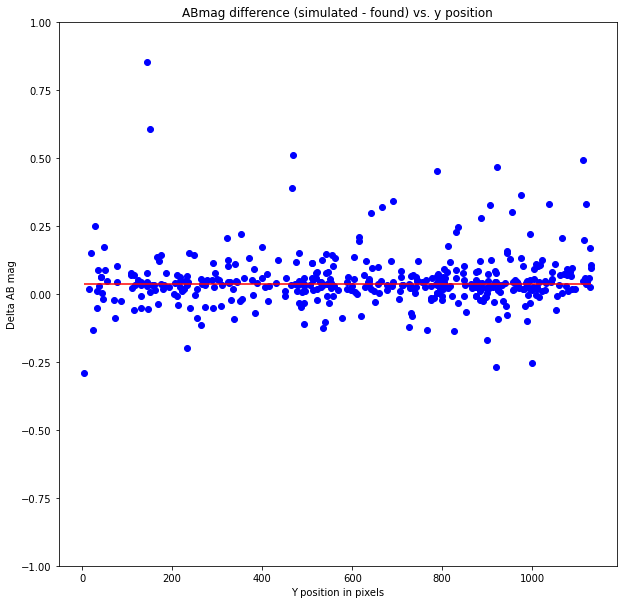 ABmag difference (simulated - found) vs. y position
1.00
0.75
0.50
0.25
0.00
−0.25
−0.50
−0.75
−1.00
Delta AB mag
0 200 400 600 800 1000
Y position in pixels